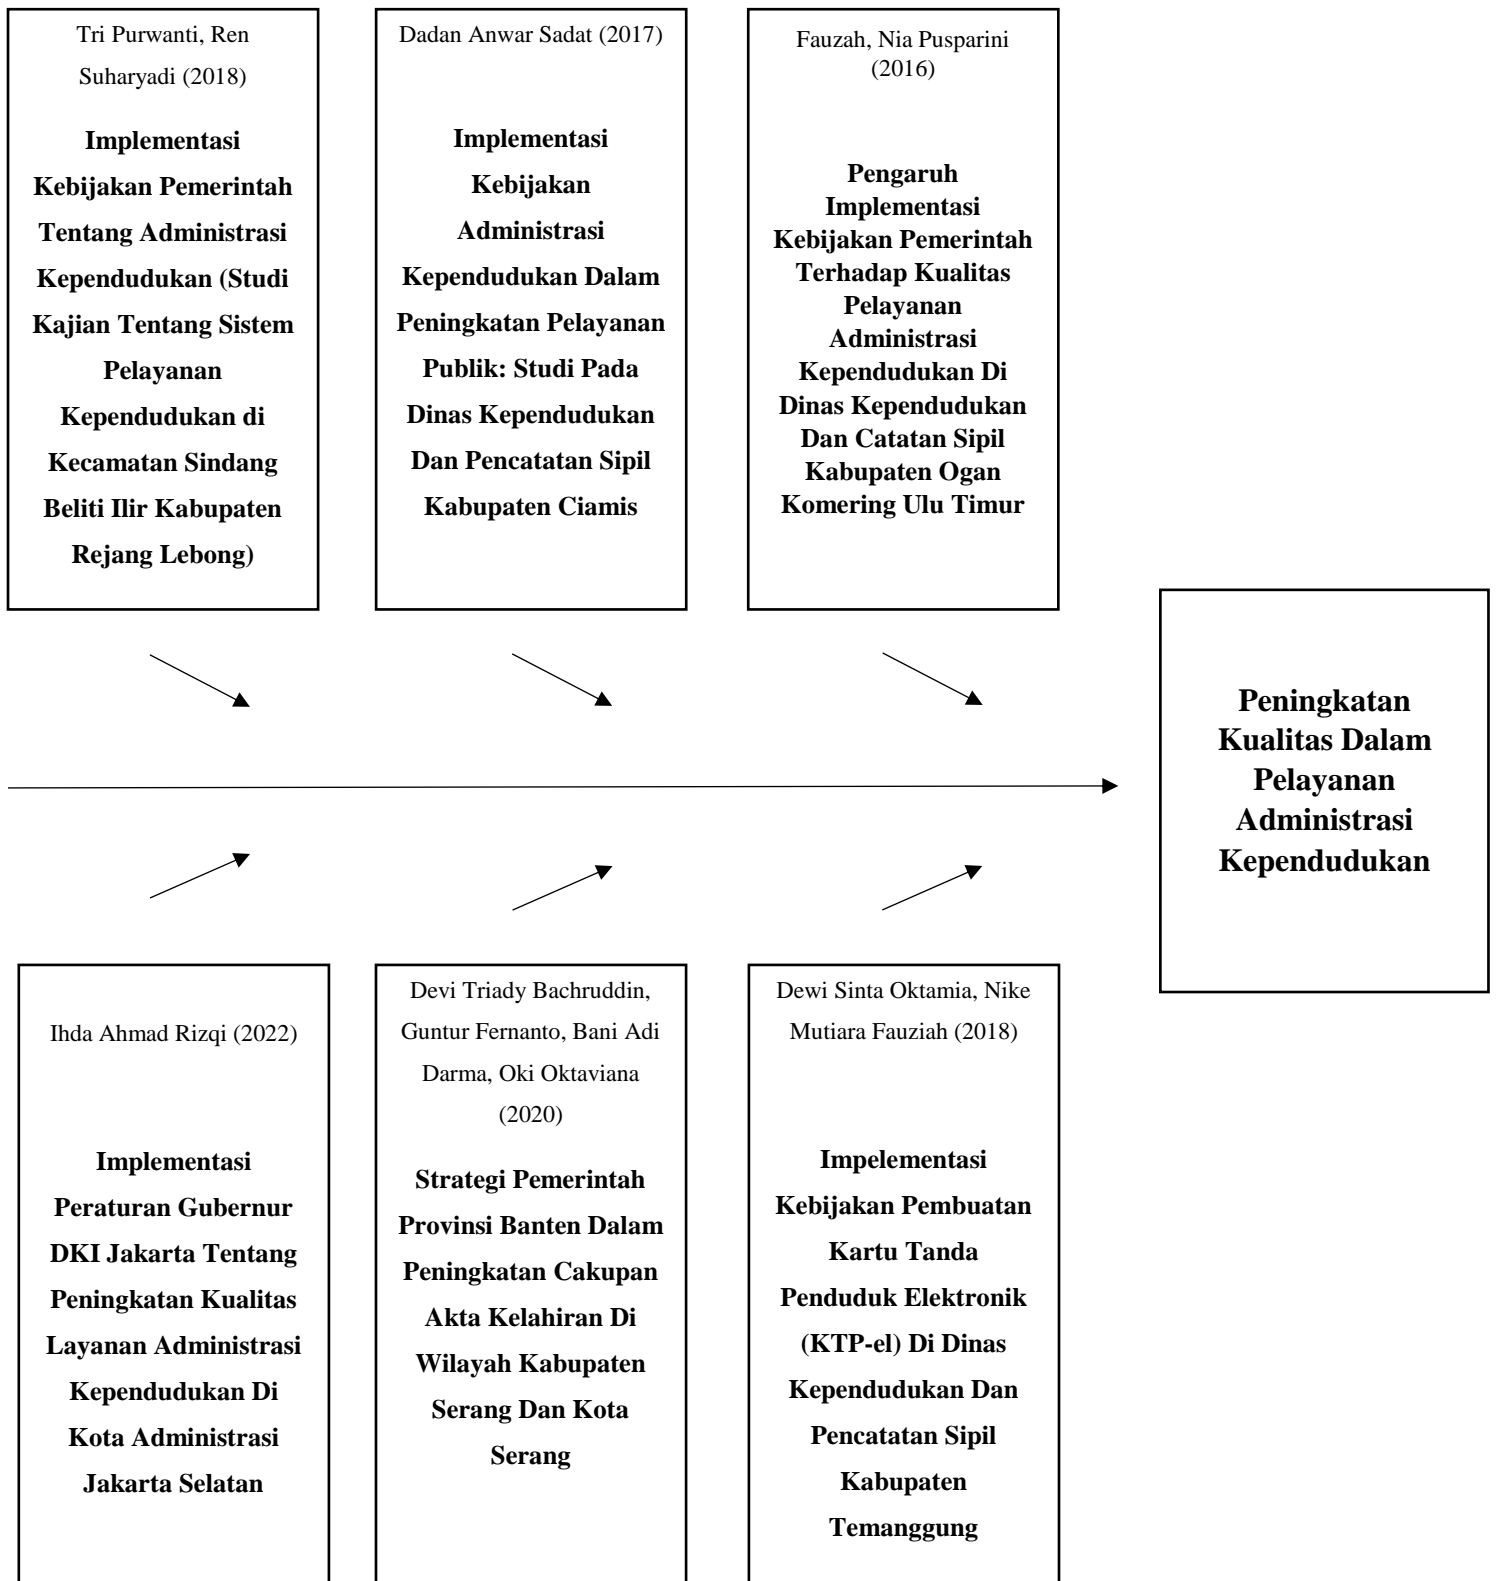 Tri Purwanti, Ren
Suharyadi (2018)
Implementasi
Kebijakan Pemerintah
Tentang Administrasi
Kependudukan (Studi
Kajian Tentang Sistem
Pelayanan
Kependudukan di
Kecamatan Sindang
Beliti Ilir Kabupaten
Rejang Lebong)
Dadan Anwar Sadat (2017)
Implementasi
Kebijakan
Administrasi
Kependudukan Dalam
Peningkatan Pelayanan
Publik: Studi Pada
Dinas Kependudukan
Dan Pencatatan Sipil
Kabupaten Ciamis
Fauzah, Nia Pusparini
(2016)
Pengaruh
Implementasi
Kebijakan Pemerintah
Terhadap Kualitas
Pelayanan
Administrasi
Kependudukan Di
Dinas Kependudukan
Dan Catatan Sipil
Kabupaten Ogan
Komering Ulu Timur
Peningkatan
Kualitas Dalam
Pelayanan
Administrasi
Kependudukan
Ihda Ahmad Rizqi (2022)
Implementasi
Peraturan Gubernur
DKI Jakarta Tentang
Peningkatan Kualitas
Layanan Administrasi
Kependudukan Di
Kota Administrasi
Jakarta Selatan
Devi Triady Bachruddin,
Guntur Fernanto, Bani Adi
Darma, Oki Oktaviana
(2020)
Strategi Pemerintah
Provinsi Banten Dalam
Peningkatan Cakupan
Akta Kelahiran Di
Wilayah Kabupaten
Serang Dan Kota
Serang
Dewi Sinta Oktamia, Nike
Mutiara Fauziah (2018)
Impelementasi
Kebijakan Pembuatan
Kartu Tanda
Penduduk Elektronik
(KTP-el) Di Dinas
Kependudukan Dan
Pencatatan Sipil
Kabupaten
Temanggung